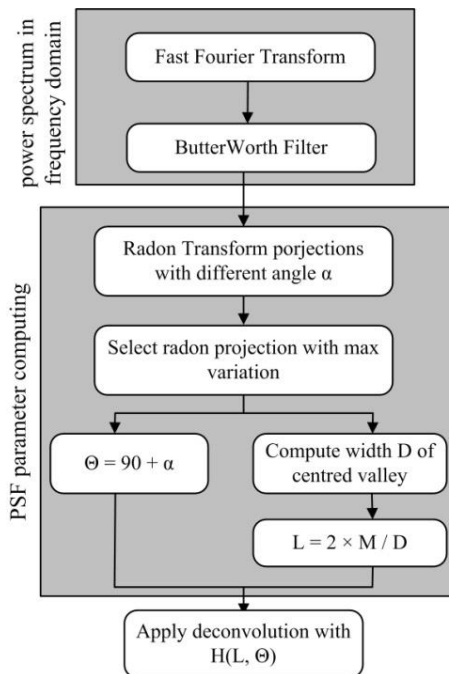 power spectrum in
frequency domain
Fast Fourier Transform
ButterWorth Filter
PSF parameter computing
Radon Transform porjections
with different angle α
Select radon projection with max
variation
Θ = 90 + α
Compute width D of
centred valley
L = 2 × M / D
Apply deconvolution with
H(L, Θ)